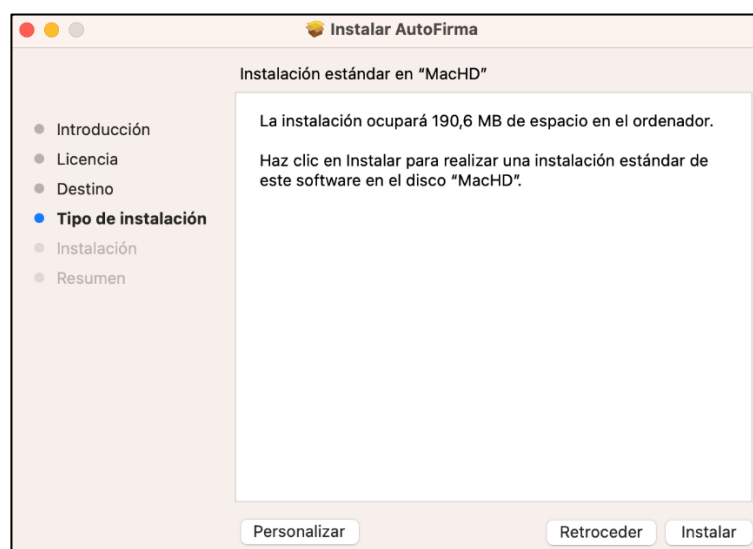 Instalar AutoFirma
Instalación estándar en “MacHD”
Introducción
Licencia
Destino
Tipo de instalación
Instalación
Resumen
La instalación ocupará 190,6 MB de espacio en el ordenador.
Haz clic en Instalar para realizar una instalación estándar de
este software en el disco “MacHD”.
Personalizar
Retroceder
Instalar